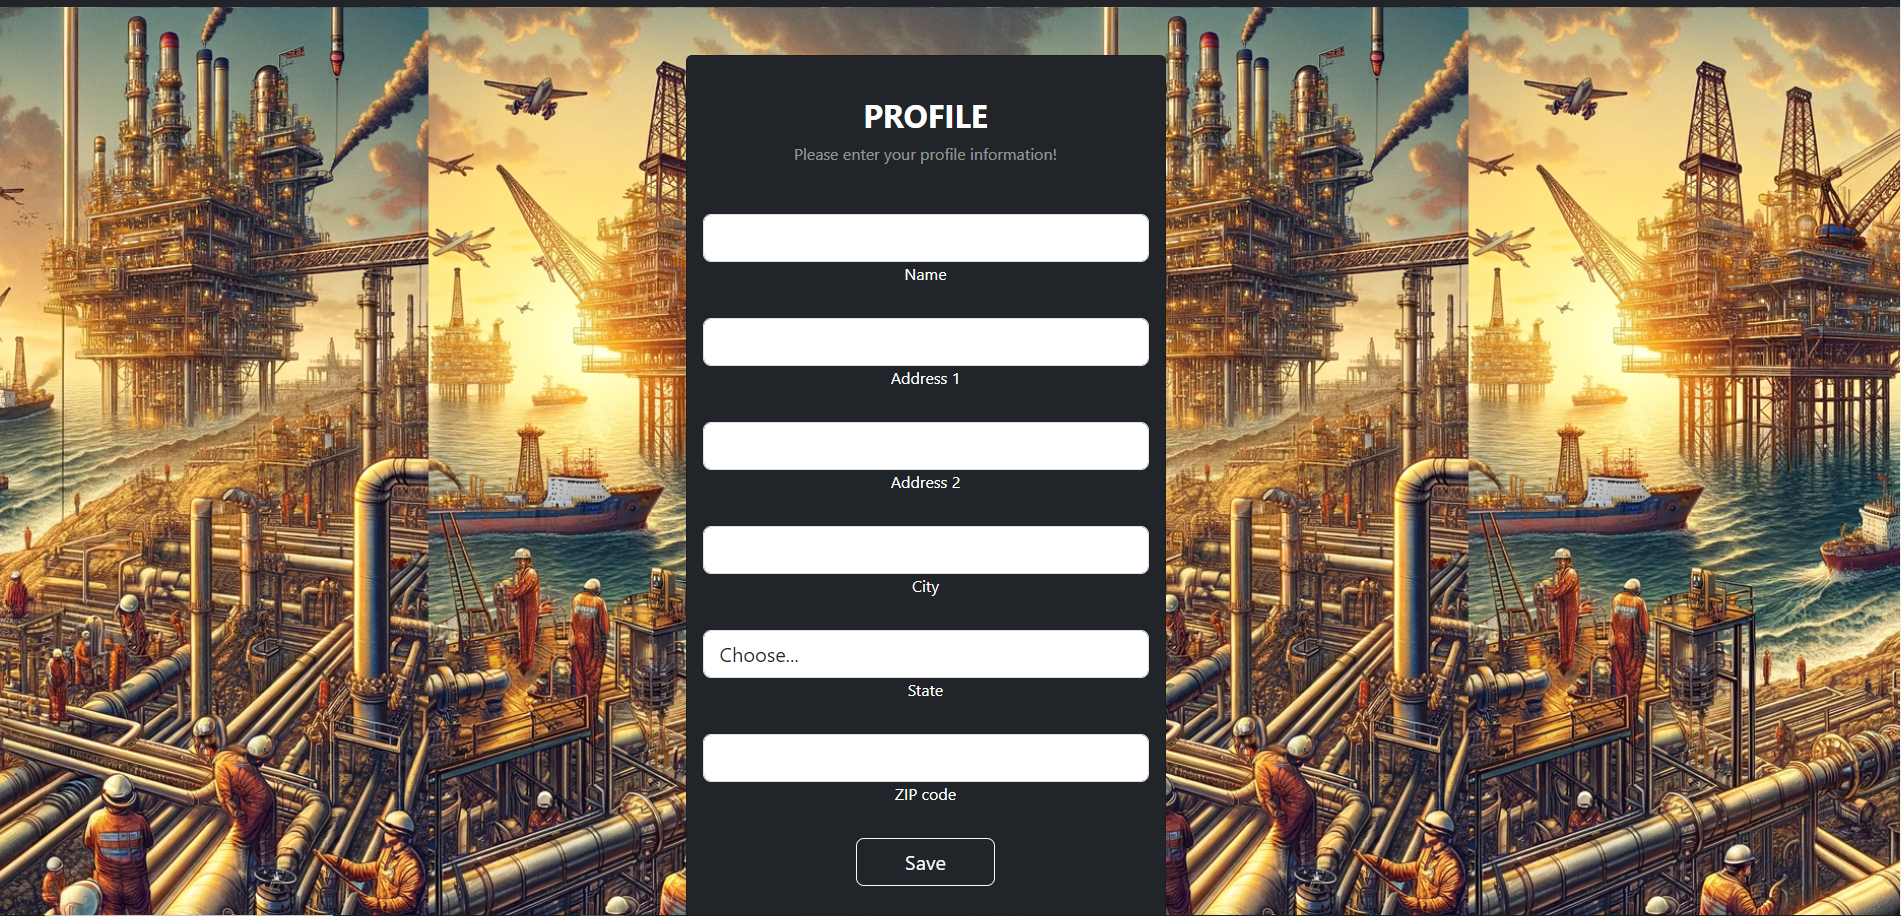 PROFILE
Please enter your profile information!
Name
Address 1
Address 2
City
Choose...
State
ZIP code
Save